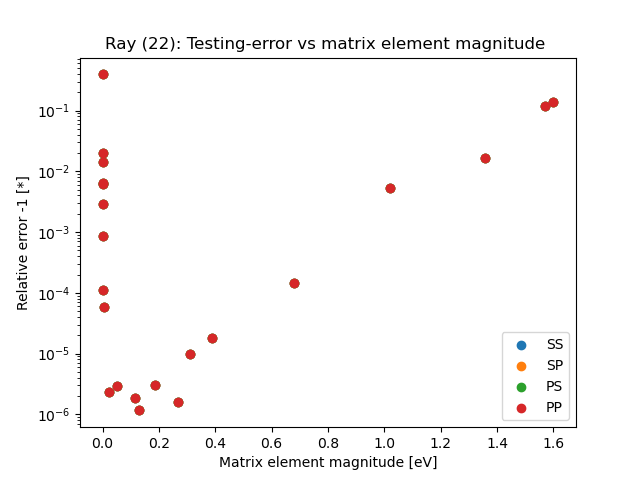 Ray (22): Testing-error vs matrix element magnitude
Relative error -1 [*]
10^-1
10^-2
10^-3
10^-4
10^-5
10^-6
SS
SP
PS
PP
0.0 0.2 0.4 0.6 0.8 1.0 1.2 1.4 1.6
Matrix element magnitude [eV]